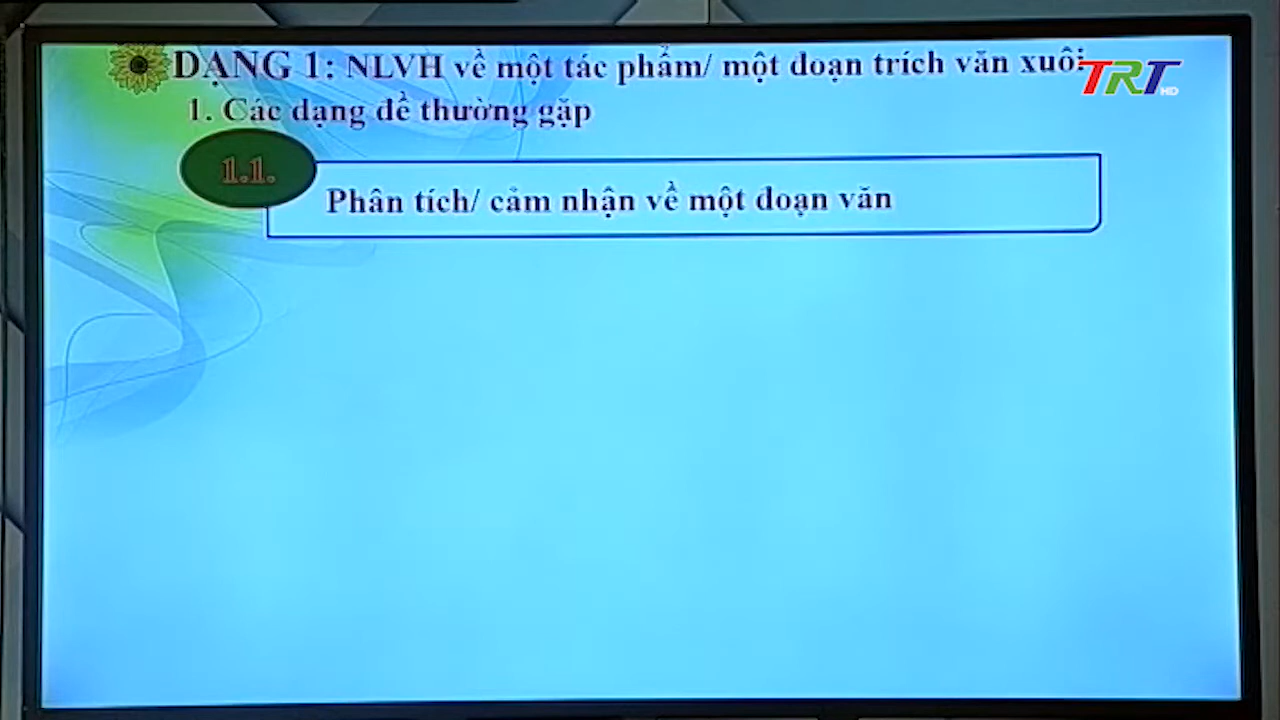 DẠNG 1: NLVH về một tác phẩm/ một đoạn trích văn xuôi
TRT HD
1. Các dạng đề thường gặp
1.1.
Phân tích/ cảm nhận về một đoạn văn